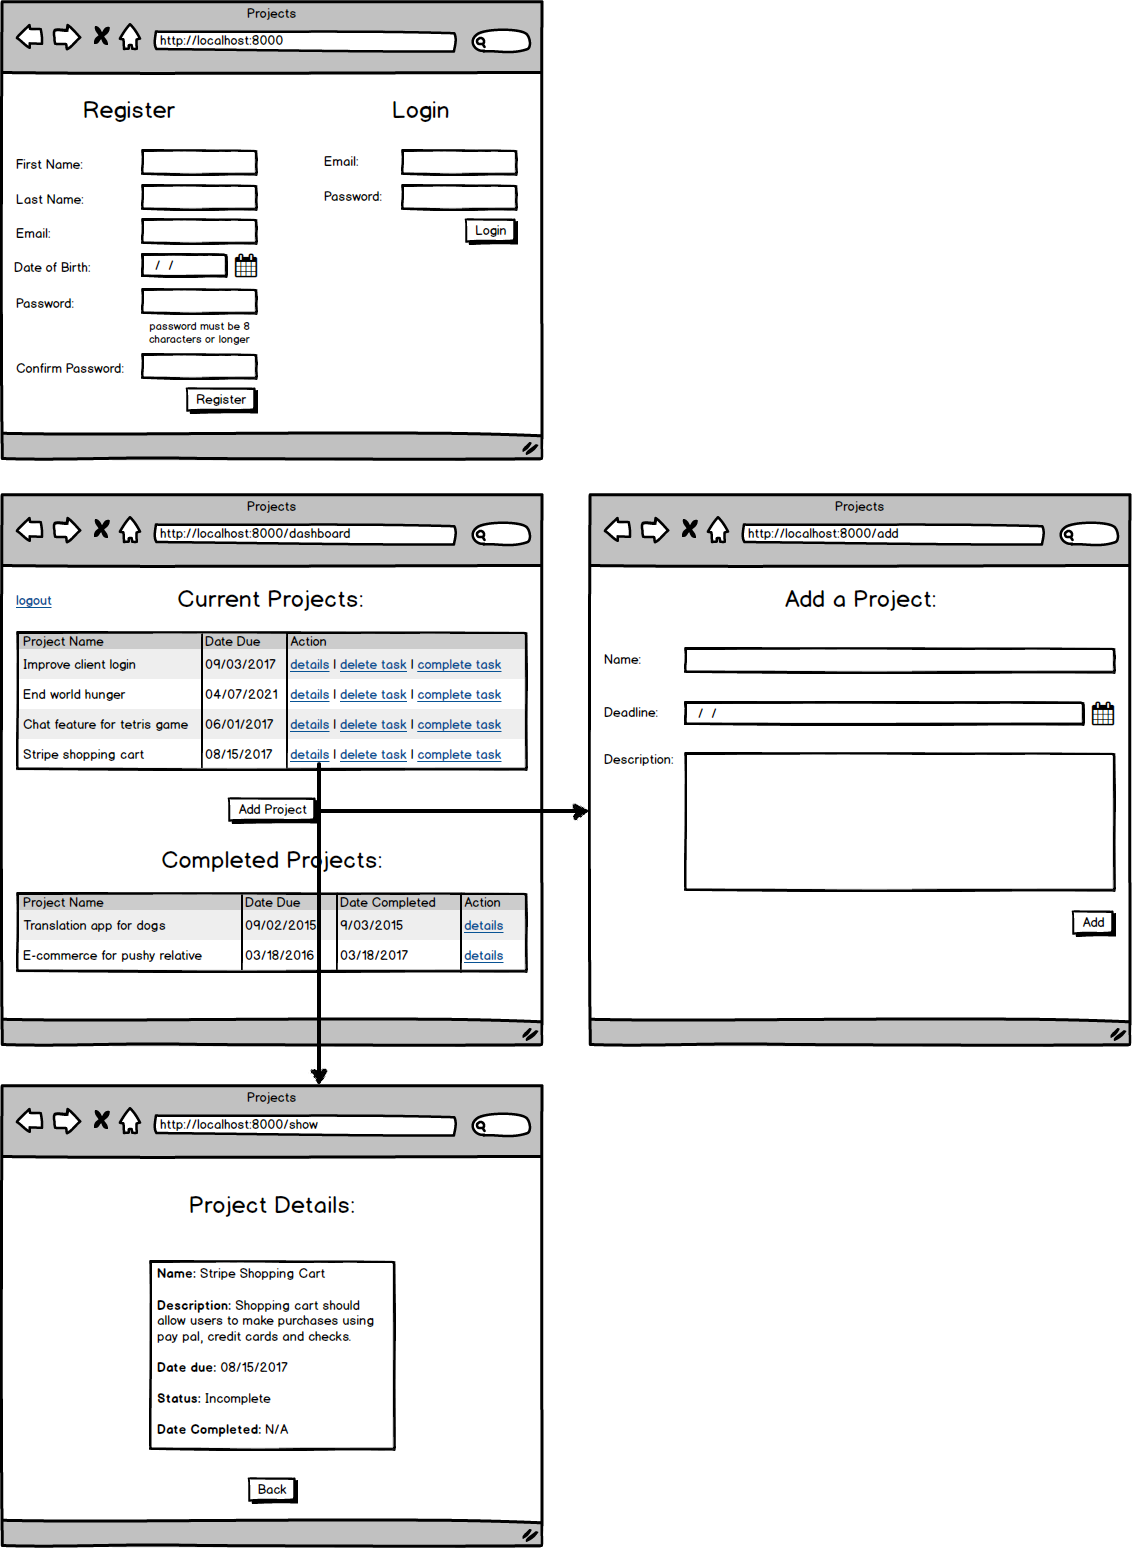 Projects
http://localhost:8000
Register
Login
First Name:
Last Name:
Email:
Date of Birth:
/ /
Password:
password must be 8
characters or longer
Confirm Password:
Register
Email:
Password:
Login
Projects
http://localhost:8000/dashboard
logout
Current Projects:
Project Name Date Due Action
Improve client login 09/03/2017 details | delete task | complete task
End world hunger 04/07/2021 details | delete task | complete task
Chat feature for tetris game 06/01/2017 details | delete task | complete task
Stripe shopping cart 08/15/2017 details | delete task | complete task
Add Project
Completed Projects:
Project Name Date Due Date Completed Action
Translation app for dogs 09/02/2015 9/03/2015 details
E-commerce for pushy relative 03/18/2016 03/18/2017 details
Projects
http://localhost:8000/add
Add a Project:
Name:
Deadline:
/ /
Description:
Add
Projects
http://localhost:8000/show
Project Details:
Name: Stripe Shopping Cart
Description: Shopping cart should
allow users to make purchases using
pay pal, credit cards and checks.
Date due: 08/15/2017
Status: Incomplete
Date Completed: N/A
Back